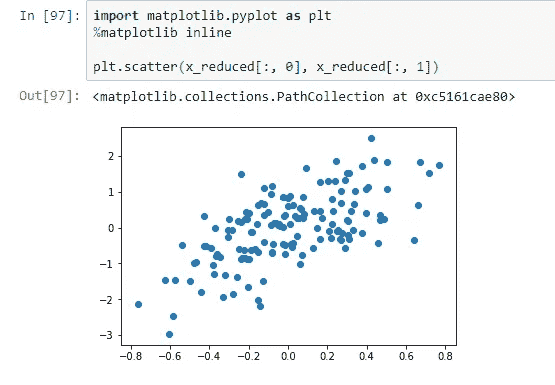 In [97]: import matplotlib.pyplot as plt
%matplotlib inline
plt.scatter(x_reduced[:, 0], x_reduced[:, 1])
Out[97]: <matplotlib.collections.PathCollection at 0xc5161cae80>
2
1
0
−1
−2
−3
−0.8 −0.6 −0.4 −0.2 0.0 0.2 0.4 0.6 0.8